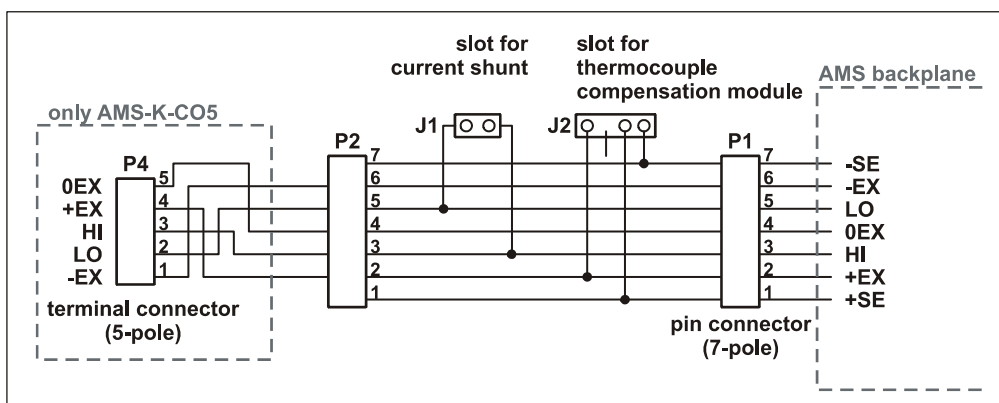 slot for
current shunt
slot for
thermocouple
compensation module
AMS backplane
only AMS-K-CO5
J1
J2
P2
P1
P4
0EX 5
+EX 4
HI 3
LO 2
-EX 1
terminal connector
(5-pole)
7
6
5
4
3
2
1
7 -SE
6 -EX
5 LO
4 0EX
3 HI
2 +EX
1 +SE
pin connector
(7-pole)